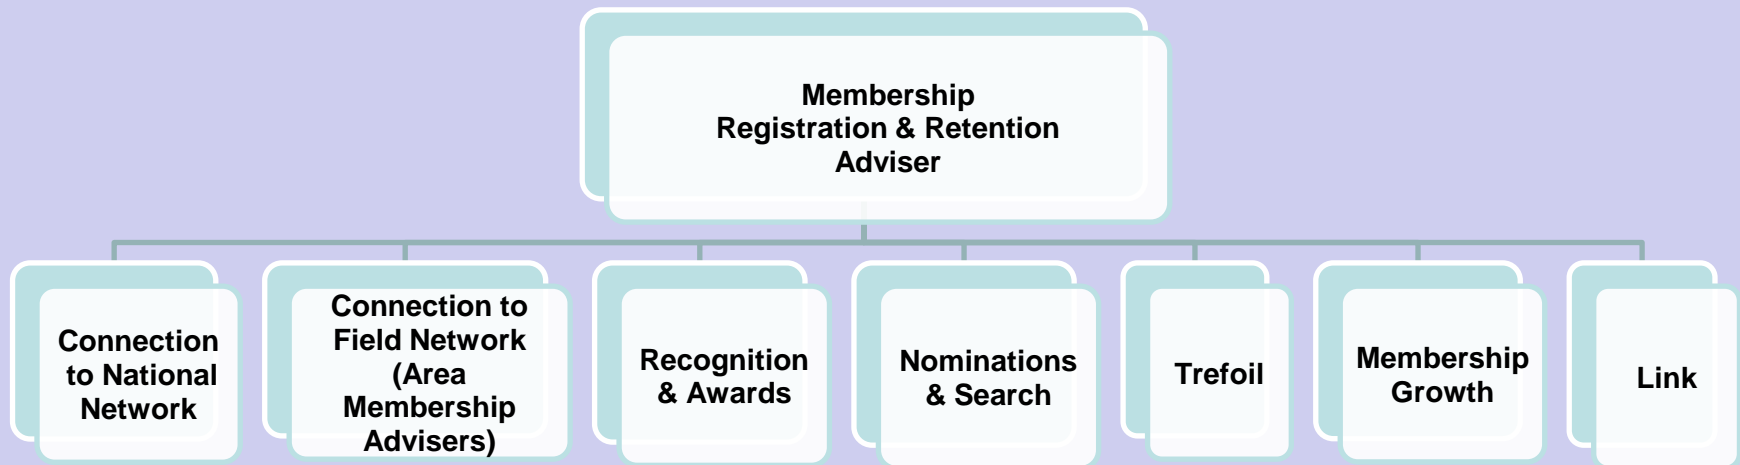 Membership
Registration & Retention
Adviser
Connection
to National
Network
Connection to
Field Network
(Area
Membership
Advisers)
Recognition
& Awards
Nominations
& Search
Trefoil
Membership
Growth
Link